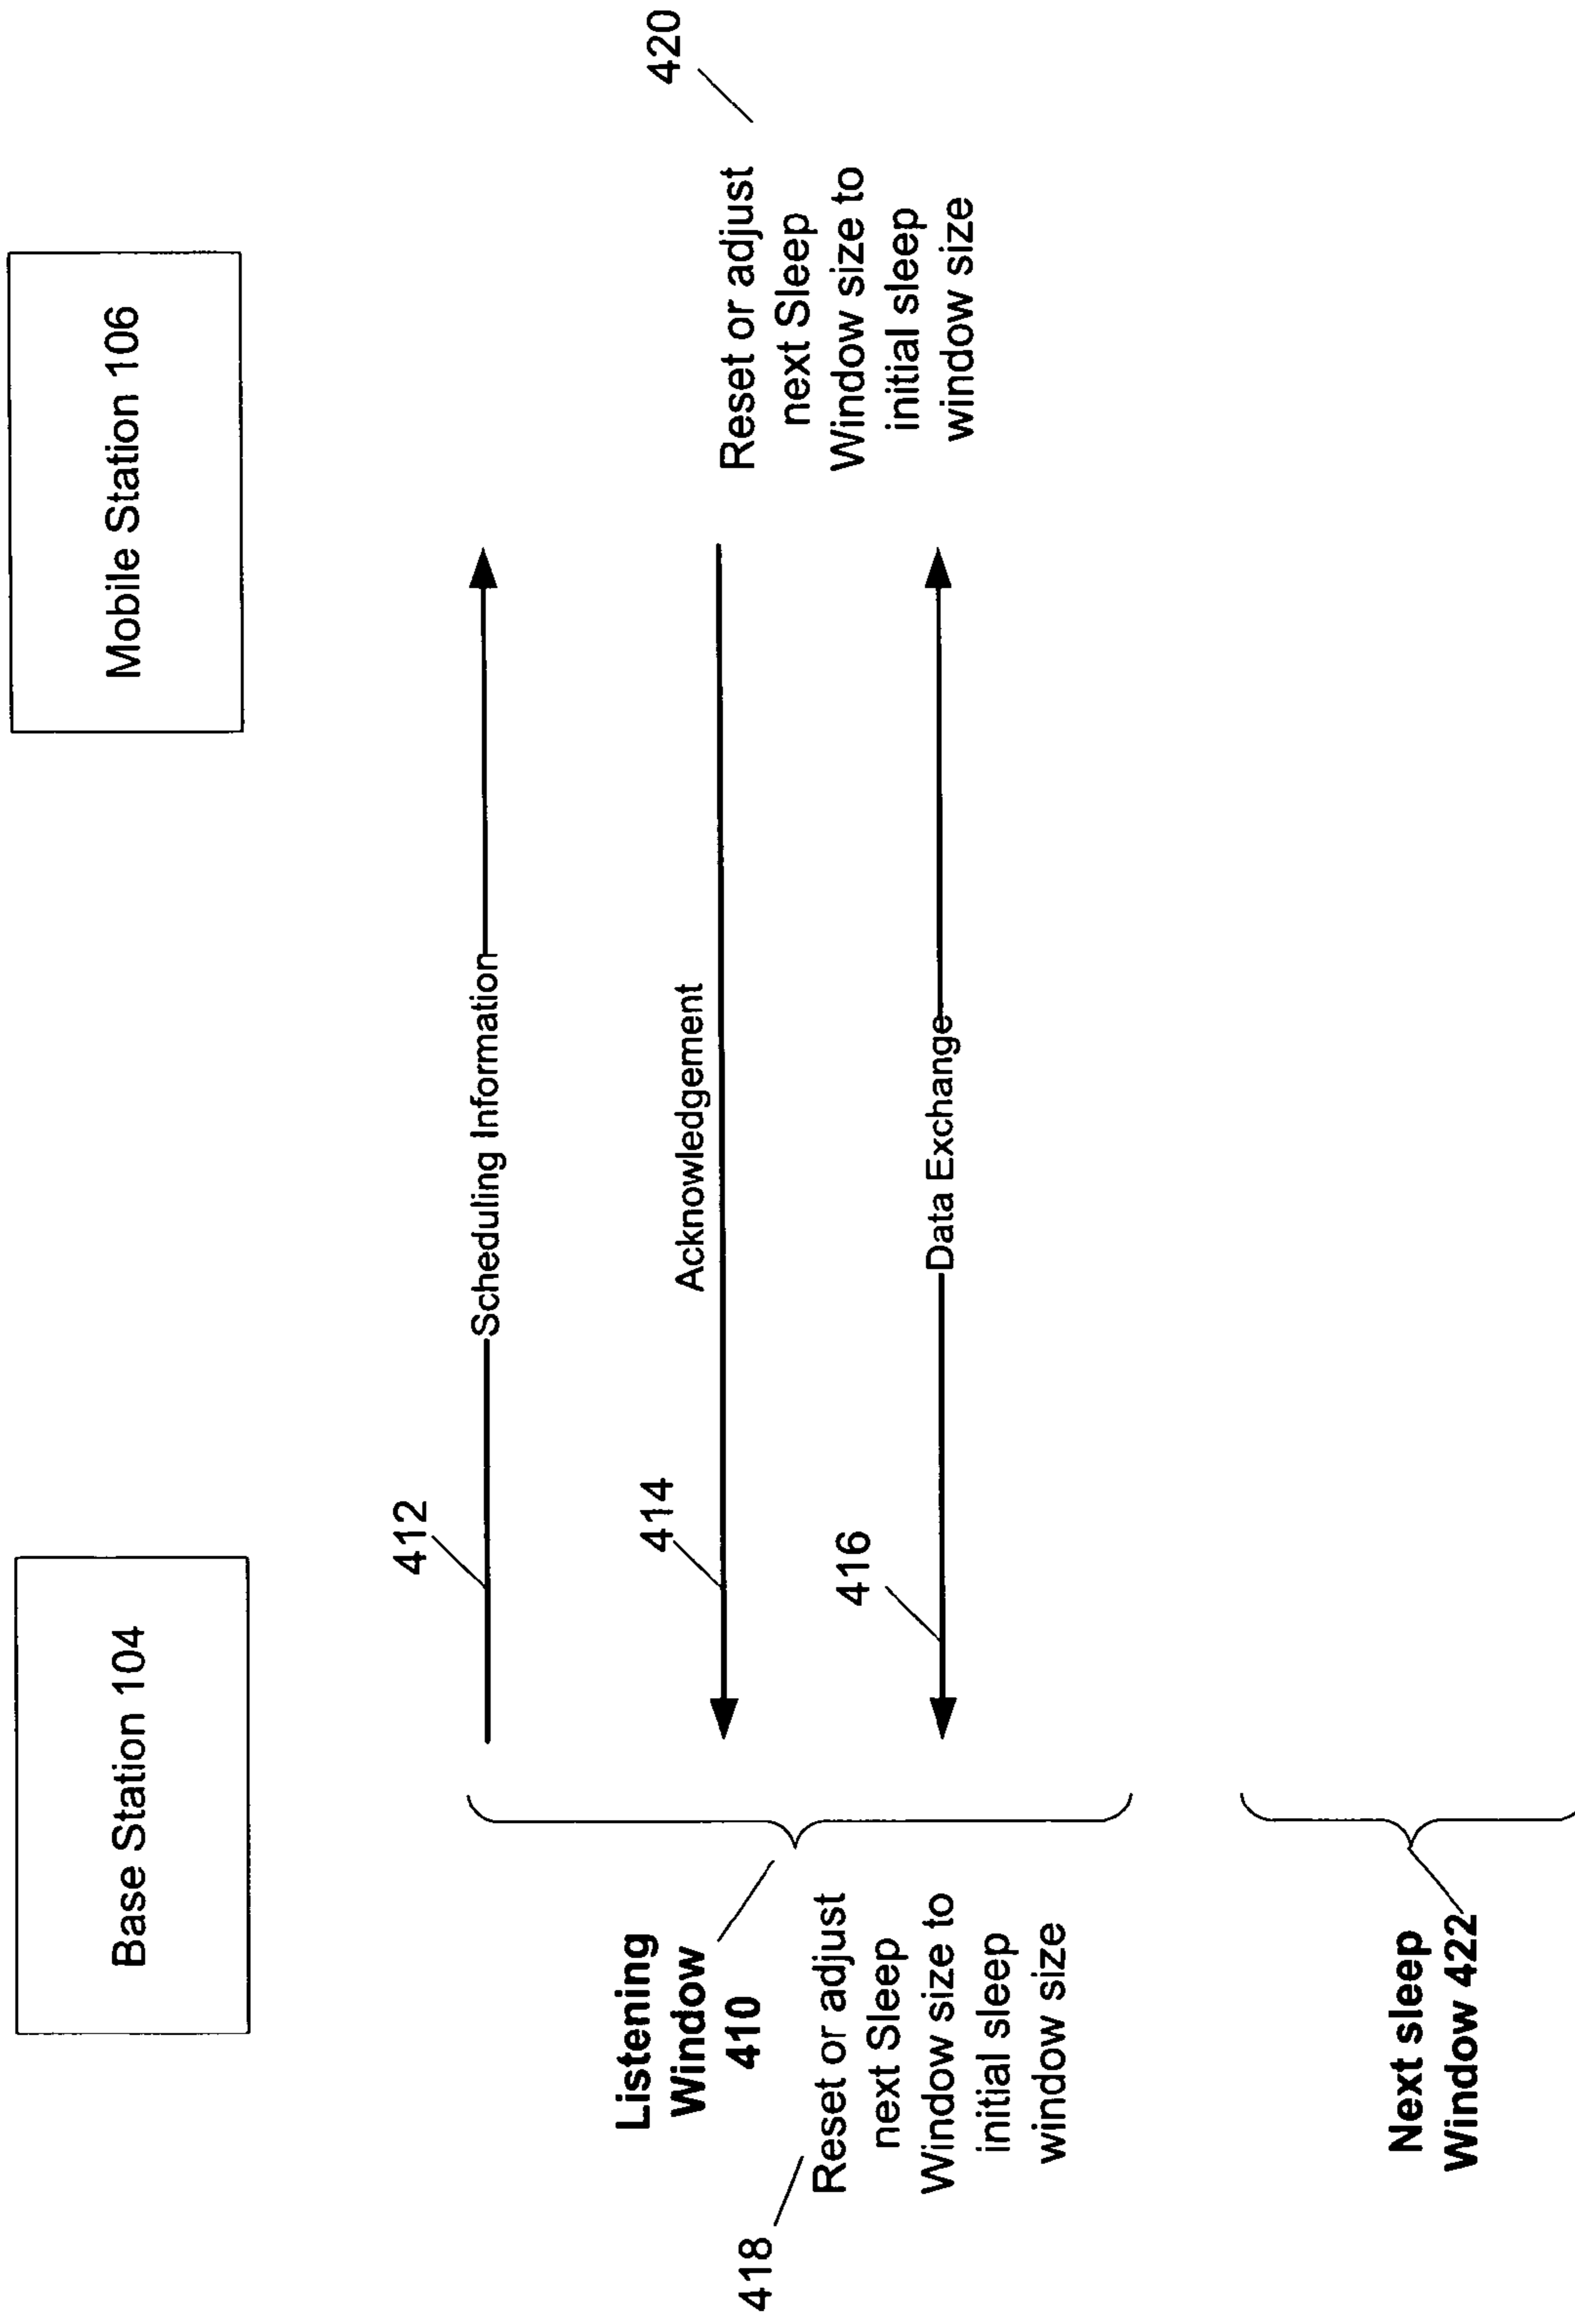 Base Station 104
Mobile Station 106
412
Scheduling Information
Listening
Window
410
414
Acknowledgement
420
Reset or adjust
next Sleep
Window size to
initial sleep
window size
418
Reset or adjust
next Sleep
Window size to
initial sleep
window size
416
Data Exchange
Next sleep
Window 422